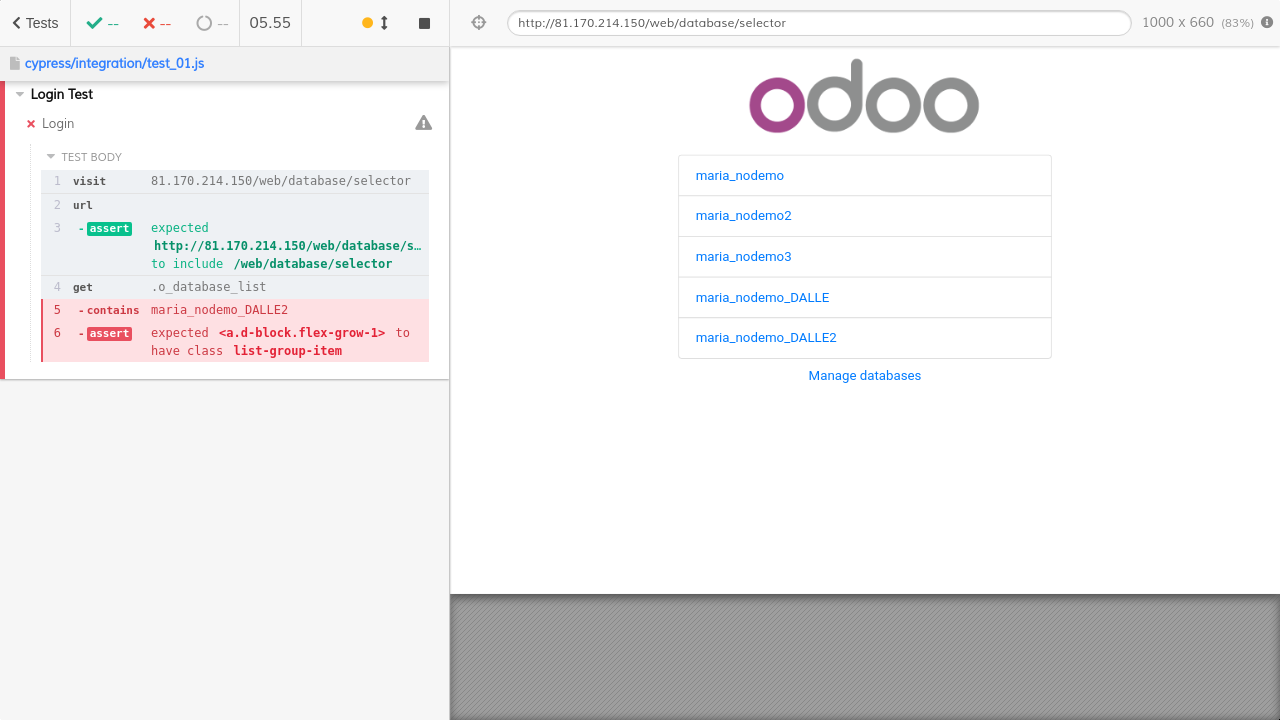 Tests -- -- -- 05.55
cypress/integration/test_01.js
Login Test
Login
TEST BODY
1 visit 81.170.214.150/web/database/selector
2 url
3 - assert expected
http://81.170.214.150/web/database/s…
to include /web/database/selector
4 get .o_database_list
5 - contains maria_nodemo_DALLE2
6 - assert expected <a.d-block.flex-grow-1> to
have class list-group-item
http://81.170.214.150/web/database/selector 1000 x 660 (83%)
odoo
maria_nodemo
maria_nodemo2
maria_nodemo3
maria_nodemo_DALLE
maria_nodemo_DALLE2
Manage databases